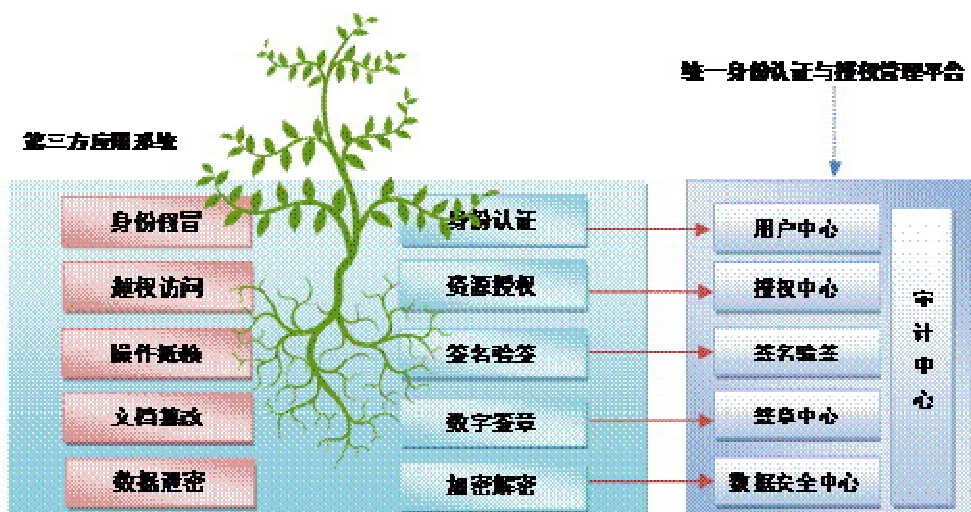 统一身份认证与授权管理平台
第三方应用系统
身份假冒
身份认证
用户中心
越权访问
资源授权
授权中心
操作抵赖
签名验签
签名验签
文档篡改
数字签章
签章中心
数据泄密
加密解密
数据安全中心
审计中心